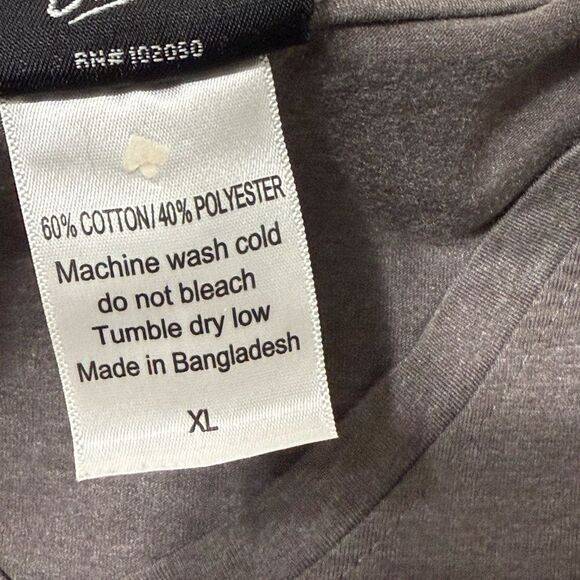 RN#102050
60% COTTON/40% POLYESTER
Machine wash cold
do not bleach
Tumble dry low
Made in Bangladesh
XL